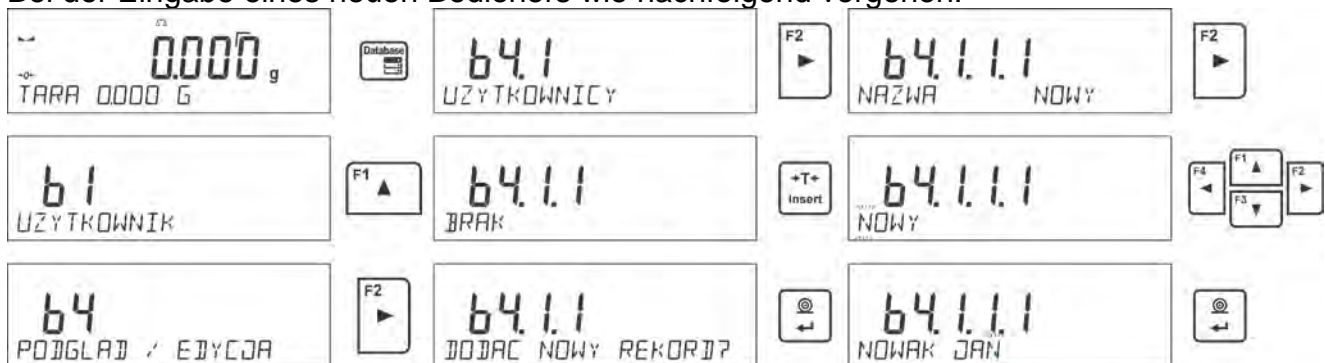 Bei der Eingabe eines neuen Bedieners wie nachfolgend vorgehen:
0.000 g
TARA 0.000 G
Database
b1
UZYTKOWNIK
F1
b4
PODGLAD / EDYCJA
F2
b4.1
UZYTKOWNICY
F2
b4.1.1
BRAK
+T+
Insert
b4.1.1
DODAC NOWY REKORD?
b4.1.1.1
NAZWA NOWY
F2
b4.1.1.1
NOWY
F1
F4
F2
F3
b4.1.1.1
NOWAK JAN